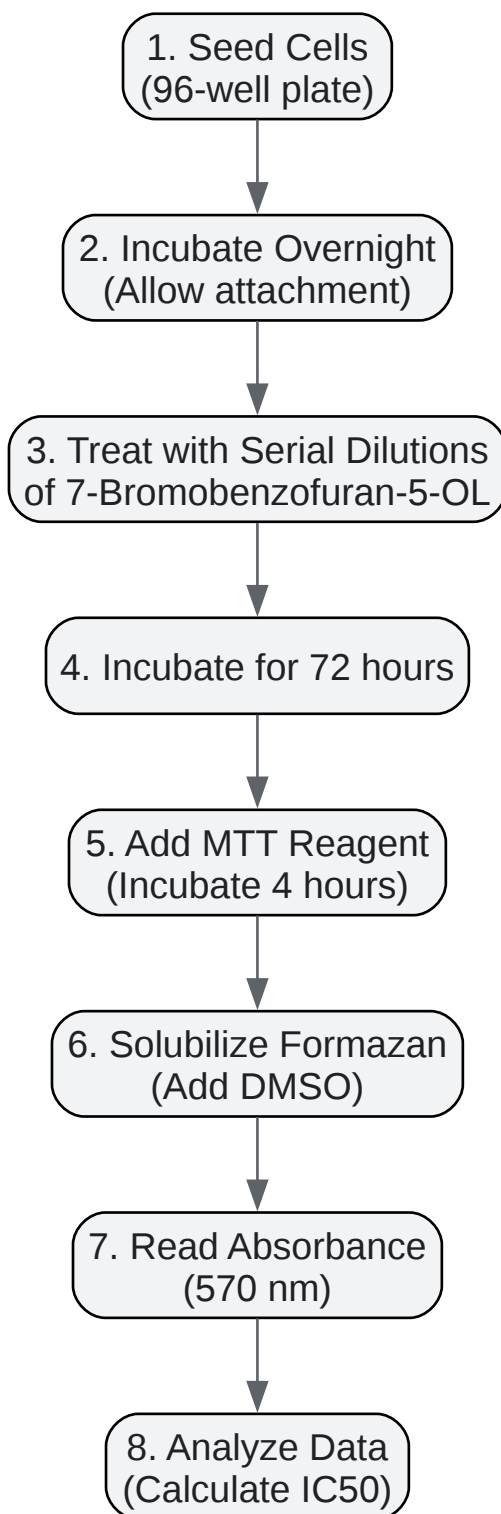 1. Seed Cells
(96-well plate)
2. Incubate Overnight
(Allow attachment)
3. Treat with Serial Dilutions
of 7-Bromobenzofuran-5-OL
4. Incubate for 72 hours
5. Add MTT Reagent
(Incubate 4 hours)
6. Solubilize Formazan
(Add DMSO)
7. Read Absorbance
(570 nm)
8. Analyze Data
(Calculate IC50)